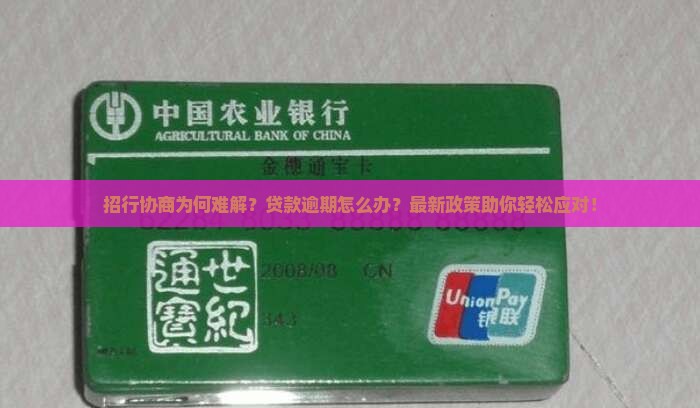 中国农业银行
AGRICULTURAL BANK OF CHINA
金穗通宝卡
招行协商为何难解？贷款逾期怎么办？最新政策助你轻松应对！
2008/08 CN
世纪
通寶
343
UnionPay
银联